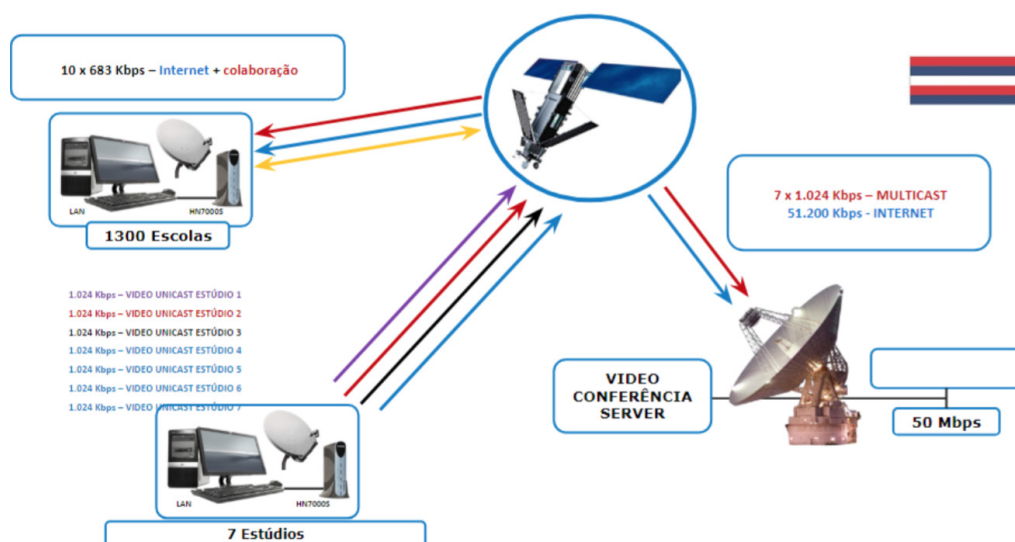 10 x 683 Kbps – Internet + colaboração
LAN
HN7000S
1300 Escolas
7 x 1.024 Kbps – MULTICAST
51.200 Kbps - INTERNET
1.024 Kbps – VIDEO UNICAST ESTÚDIO 1
1.024 Kbps – VIDEO UNICAST ESTÚDIO 2
1.024 Kbps – VIDEO UNICAST ESTÚDIO 3
1.024 Kbps – VIDEO UNICAST ESTÚDIO 4
1.024 Kbps – VIDEO UNICAST ESTÚDIO 5
1.024 Kbps – VIDEO UNICAST ESTÚDIO 6
1.024 Kbps – VIDEO UNICAST ESTÚDIO 7
VIDEO
CONFERÊNCIA
SERVER
50 Mbps
LAN
HN7000S
7 Estúdios